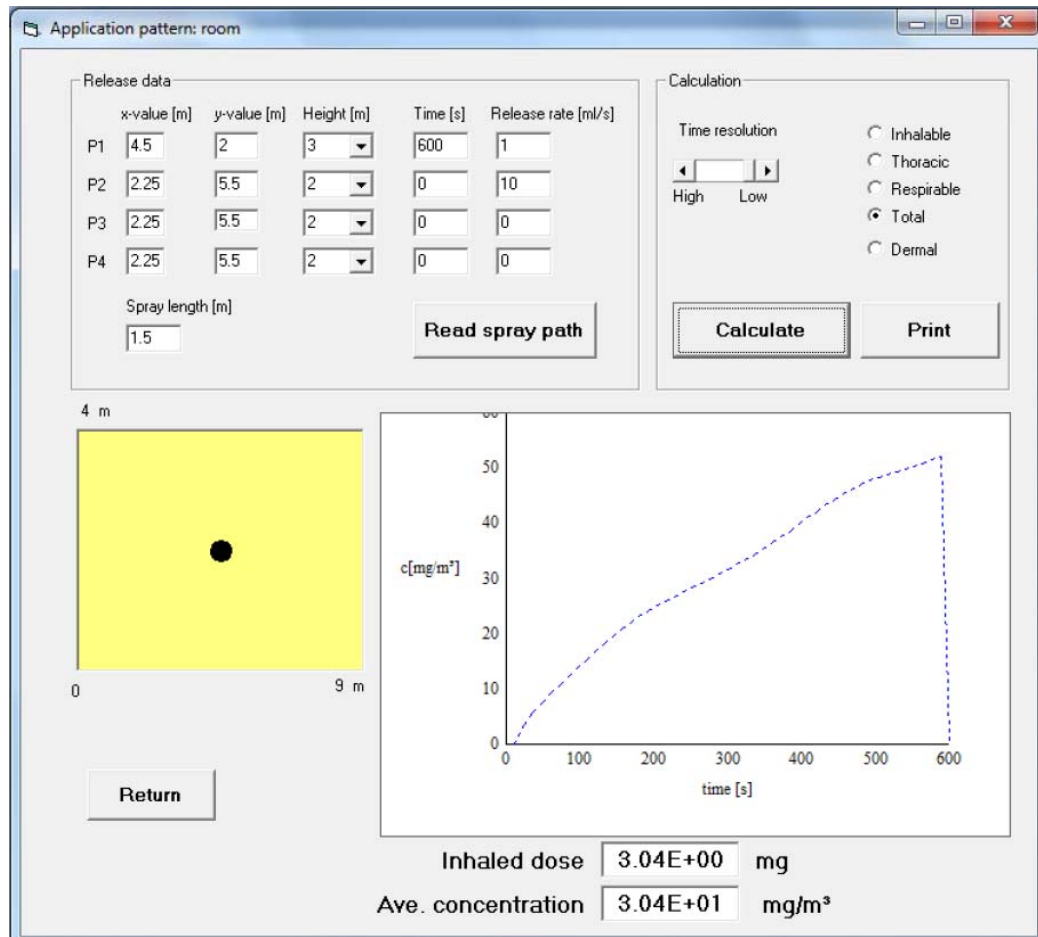 Application pattern: room
Release data
x-value [m] y-value [m] Height [m] Time [s] Release rate [ml/s]
P1 4.5 2 3 600 1
P2 2.25 5.5 2 0 10
P3 2.25 5.5 2 0 0
P4 2.25 5.5 2 0 0
Spray length [m]
1.5
Read spray path
Calculation
Time resolution
High Low
Inhalable
Thoracic
Respirable
Total
Dermal
Calculate Print
4 m
0 9 m
Return
50
40
c[mg/m³]
30
20
10
0
0 100 200 300 400 500 600
time [s]
Inhaled dose 3.04E+00 mg
Ave. concentration 3.04E+01 mg/m³